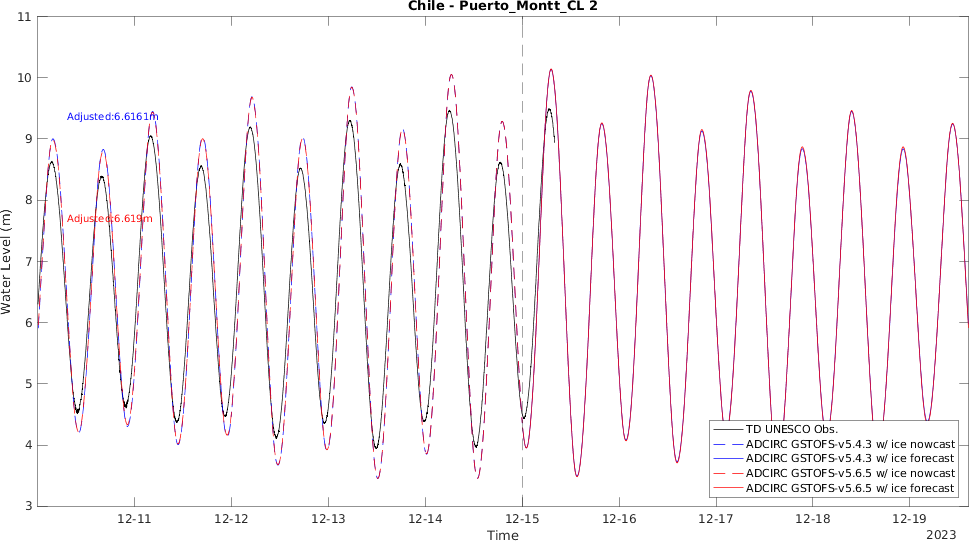 Chile - Puerto_Montt_CL 2
11
10
9
8
7
6
5
4
3
Water Level (m)
Adjusted:6.6161m
Adjusted:6.619m
TD UNESCO Obs.
ADCIRC GSTOFS-v5.4.3 w/ ice nowcast
ADCIRC GSTOFS-v5.4.3 w/ ice forecast
ADCIRC GSTOFS-v5.6.5 w/ ice nowcast
ADCIRC GSTOFS-v5.6.5 w/ ice forecast
12-11 12-12 12-13 12-14 12-15 12-16 12-17 12-18 12-19
Time
2023